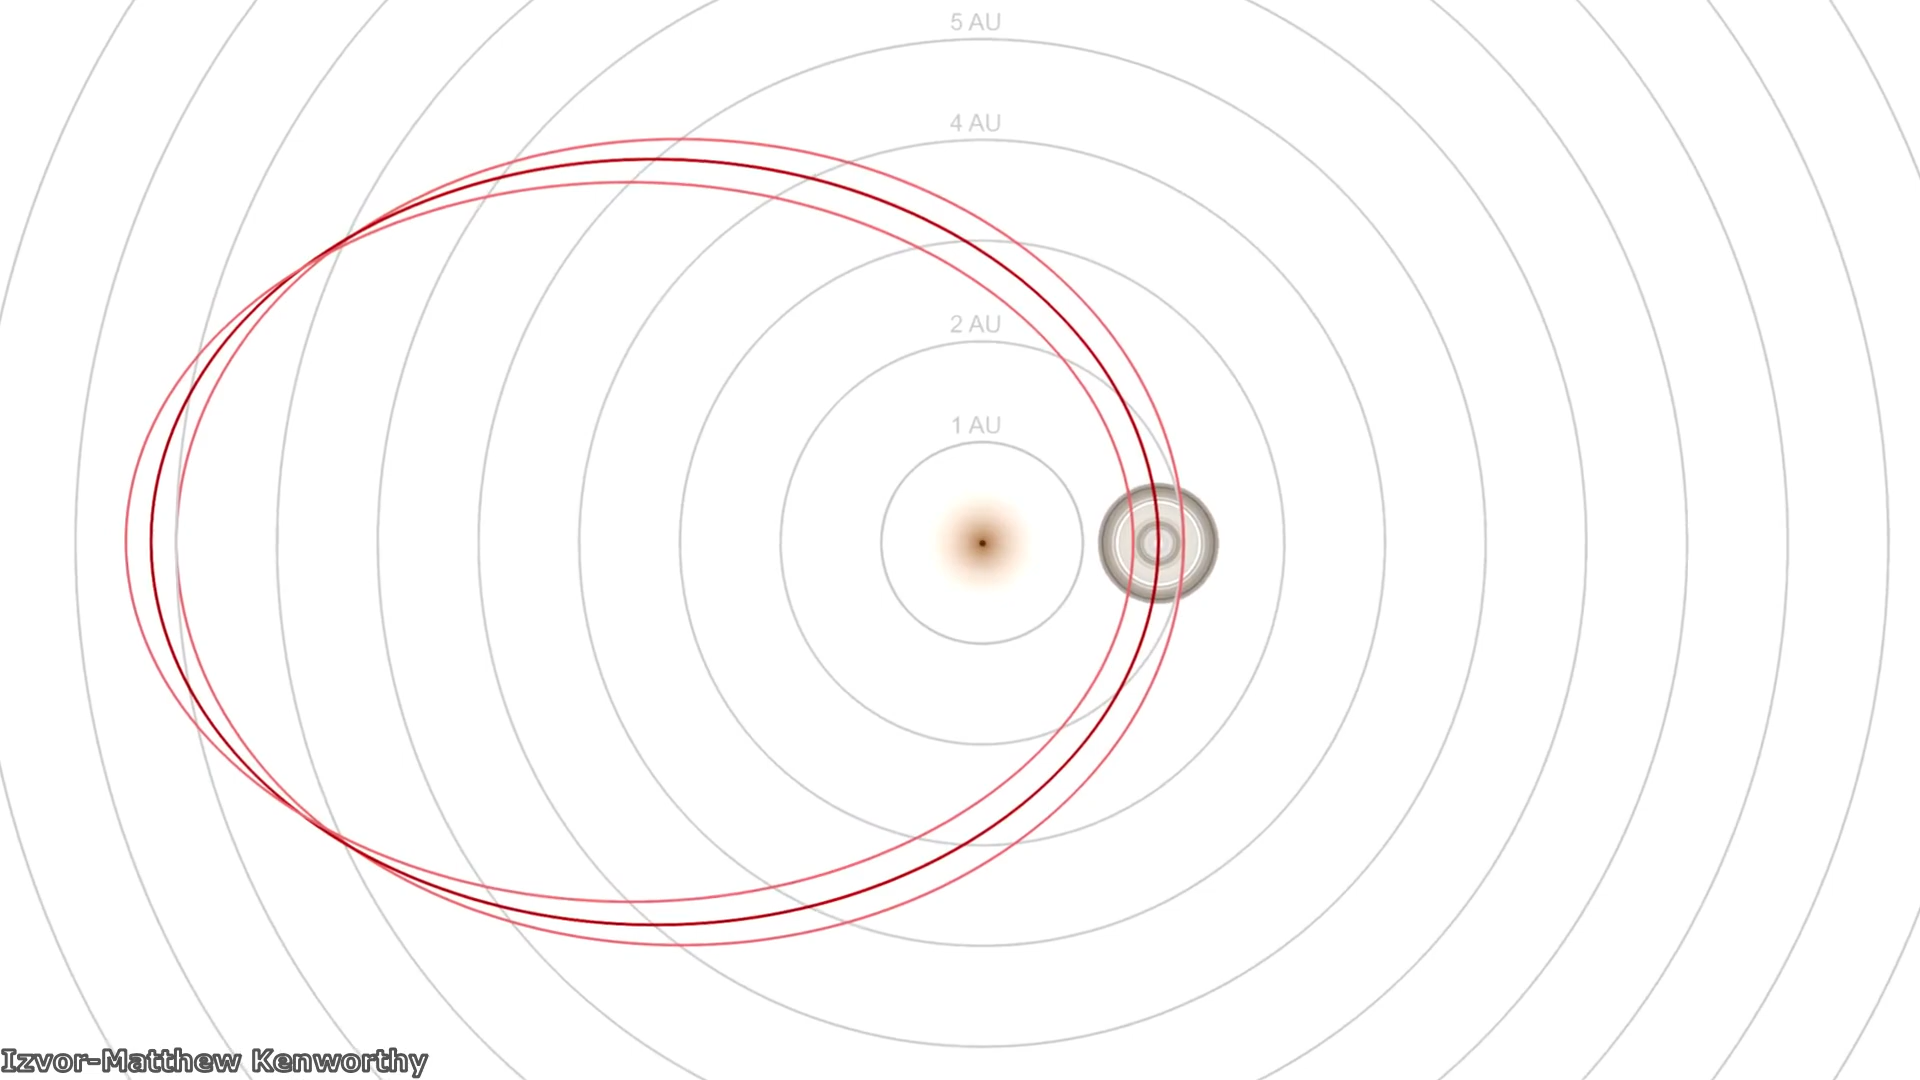 5 AU
4 AU
2 AU
1 AU
Izvor-Matthew Kenworthy